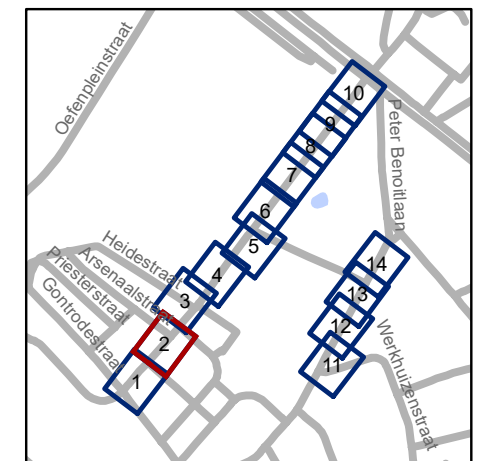 Oefenpleinstraat
Peter Benoitlaan
Heidestraat
Arsenaalstraat
Priesterstraat
Gontrodestraat
Werkhuizenstraat
10
9
8
7
6
5
4
3
2
1
14
13
12
11